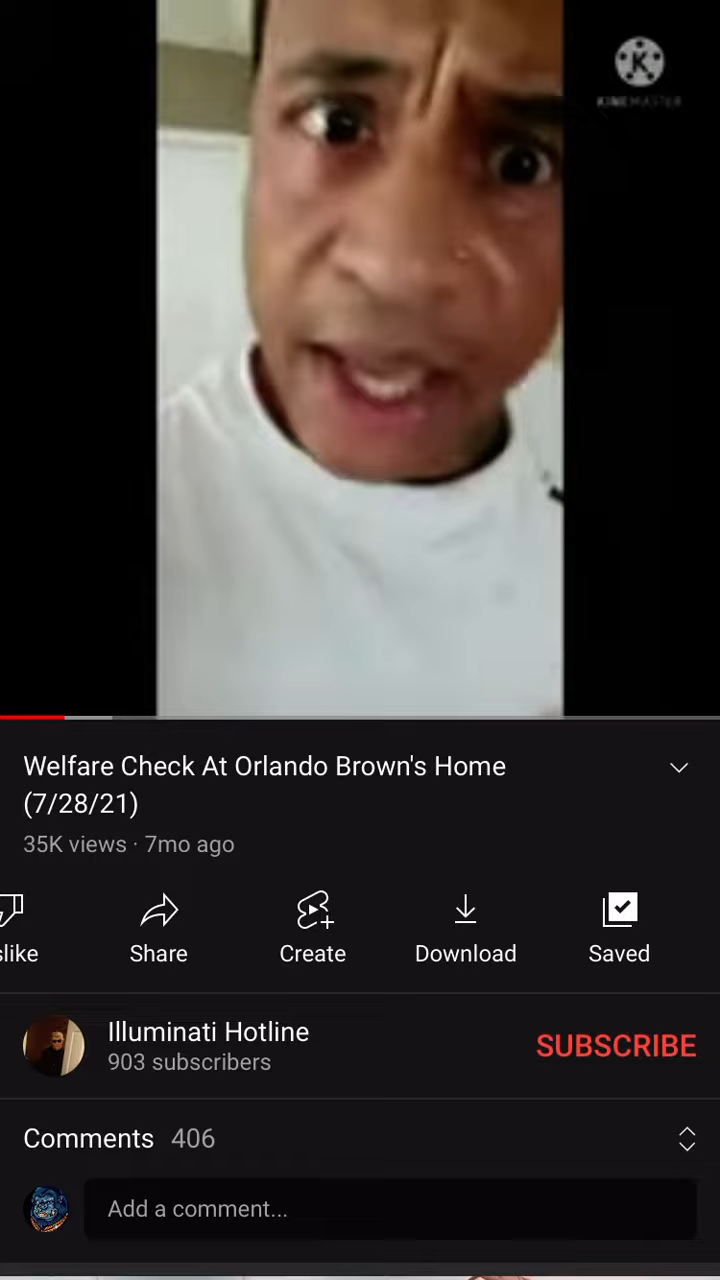 K
KINEMASTER
Welfare Check At Orlando Brown's Home
(7/28/21)
35K views · 7mo ago
slike Share Create Download Saved
Illuminati Hotline
903 subscribers
SUBSCRIBE
Comments 406
Add a comment...